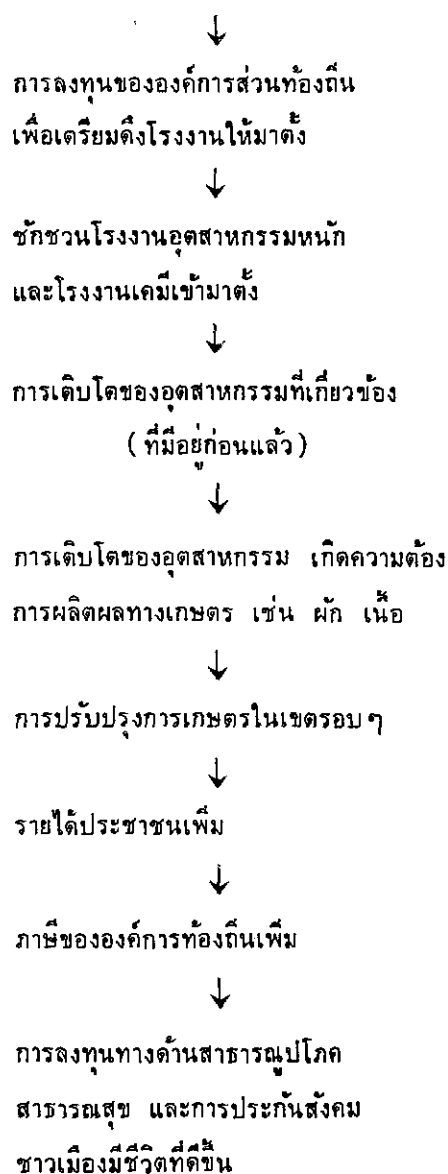 การลงทุนขององค์การส่วนท้องถิ่น
เพื่อเตรียมดึงโรงงานให้มาตั้ง
ชักชวนโรงงานอุตสาหกรรมหนัก
และโรงงานเคมีเข้ามาตั้ง
การเติบโตของอุตสาหกรรมที่เกี่ยวข้อง
(ที่มีอยู่ก่อนแล้ว)
การเติบโตของอุตสาหกรรม เกิดความต้อง
การผลิตผลทางเกษตร เช่น ผัก เนื้อ
การปรับปรุงการเกษตรในเขตรอบๆ
รายได้ประชาชนเพิ่ม
ภาษีขององค์การท้องถิ่นเพิ่ม
การลงทุนทางด้านสาธารณูปโภค
สาธารณสุข และการประกันสังคม
ชาวเมืองมีชีวิตที่ดีขึ้น